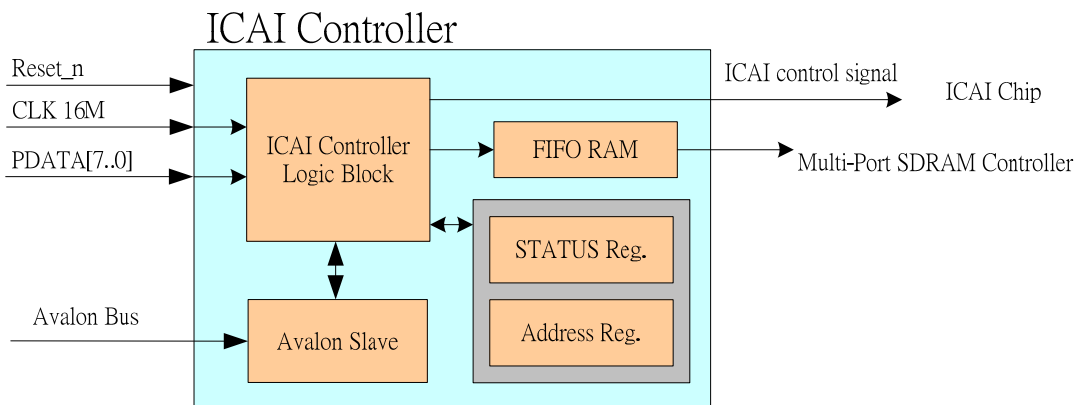 ICAI Controller
Reset_n
CLK 16M
PDATA[7..0]
Avalon Bus
ICAI Controller
Logic Block
FIFO RAM
STATUS Reg.
Address Reg.
Avalon Slave
ICAI control signal
ICAI Chip
Multi-Port SDRAM Controller